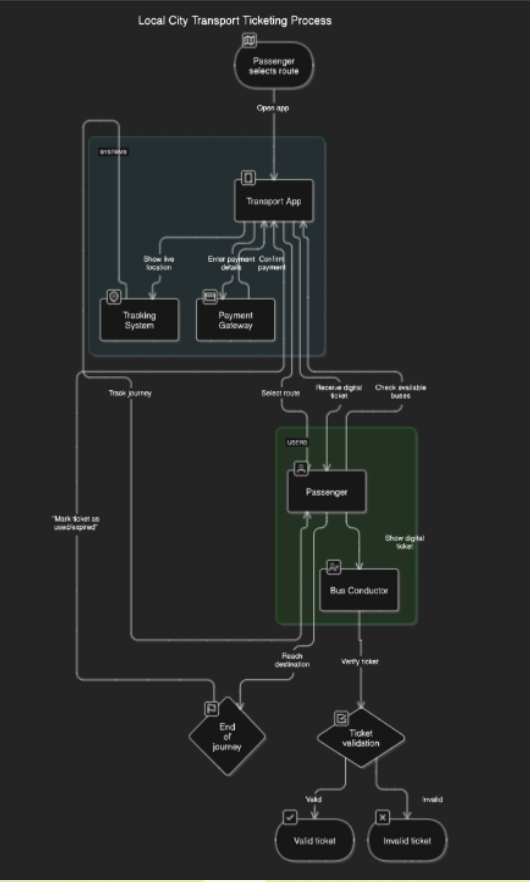 Local City Transport Ticketing Process
Passenger
selects route
Open app
SYSTEMS
Transport App
Show live
location
Enter payment
details
Confirm
payment
Tracking
System
Payment
Gateway
Track journey
Select route
Receive digital
ticket
Check available
buses
USERS
Passenger
"Mark ticket as
used/expired"
Show digital
ticket
Bus Conductor
Reach
destination
Verify ticket
End
of
journey
Ticket
validation
Valid
Invalid
Valid ticket
Invalid ticket